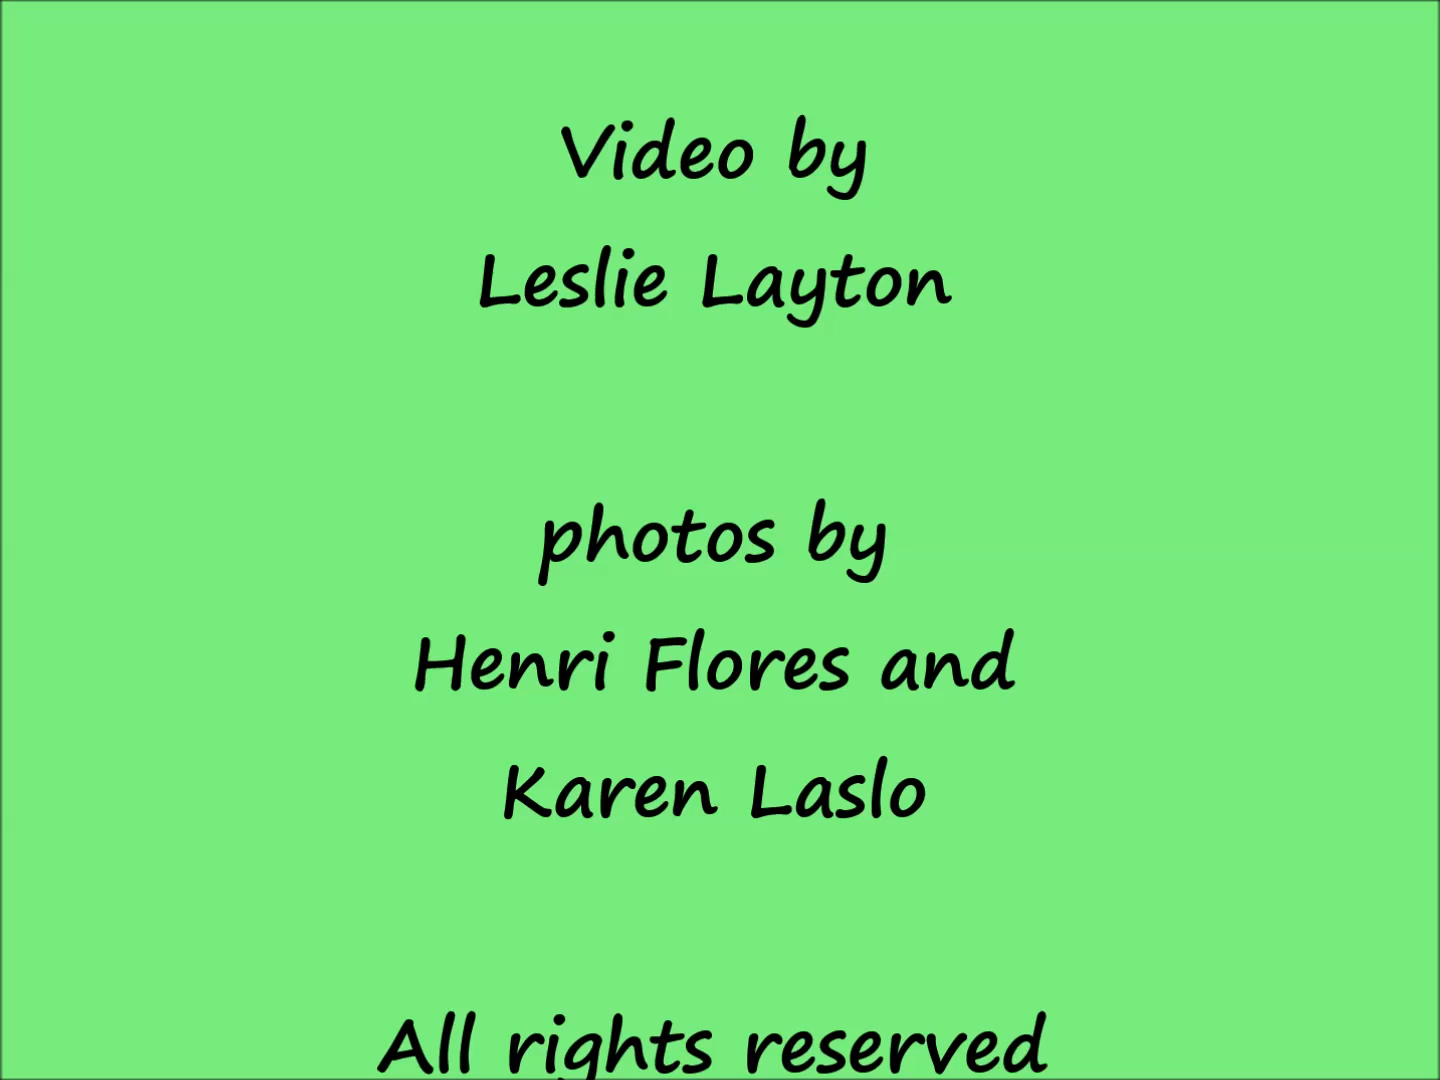 Video by
Leslie Layton
photos by
Henri Flores and
Karen Laslo
All rights reserved